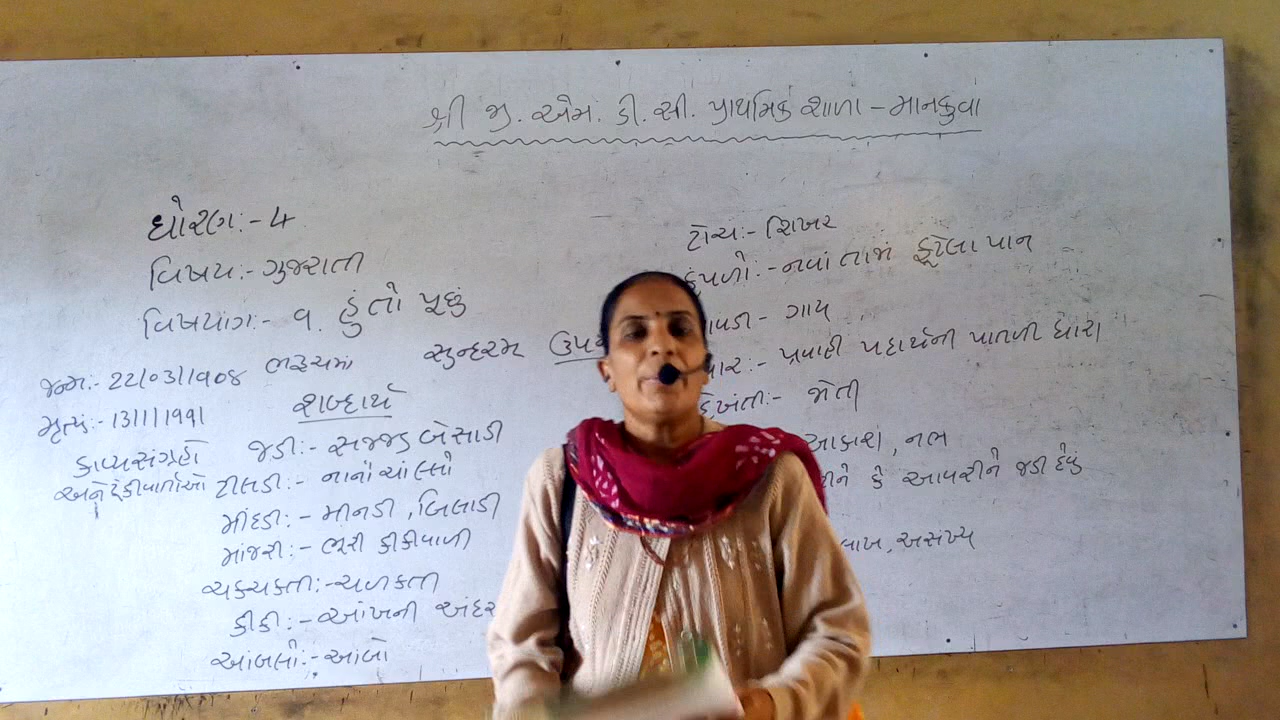 શ્રી જી. એમ. ડી. સી. પ્રાથમિક શાળા – માનકુવા
ધોરણ:- 4
વિષય:- ગુજરાતી
વિષયાંગ:- ૧. હું તો પૂછું
સુન્દરમ
જન્મ:- 22/03/1૯૦૪ ભરૂચમાં
મૃત્યુ:- 13/1/1991
શબ્દાર્થ
કાવ્યસંગ્રહો
અને ટૂંકીવાર્તાઓ
જડી:- સજ્જડ બેસાડી
ટીલડી:- નાનો ચાંલ્લો
માંદડી:- મીનડી, બિલાડી
માંજરી:- ભૂરી કીકીવાળી
ચકચકતી:- ચળકતી
કીકી:- આંખની અંદર
આંબલો:- આંબો
ટોચ:- શિખર
કુંપળો:- નવાં તાજાં ફૂટેલા પાન
ગાય
પ્રવાહી પદાર્થની પાતળી ધારા
દેખંતી:- જોતી
આકાશ, નભ
કે આવરીને જડી દેવું
લાખ, અસંખ્ય